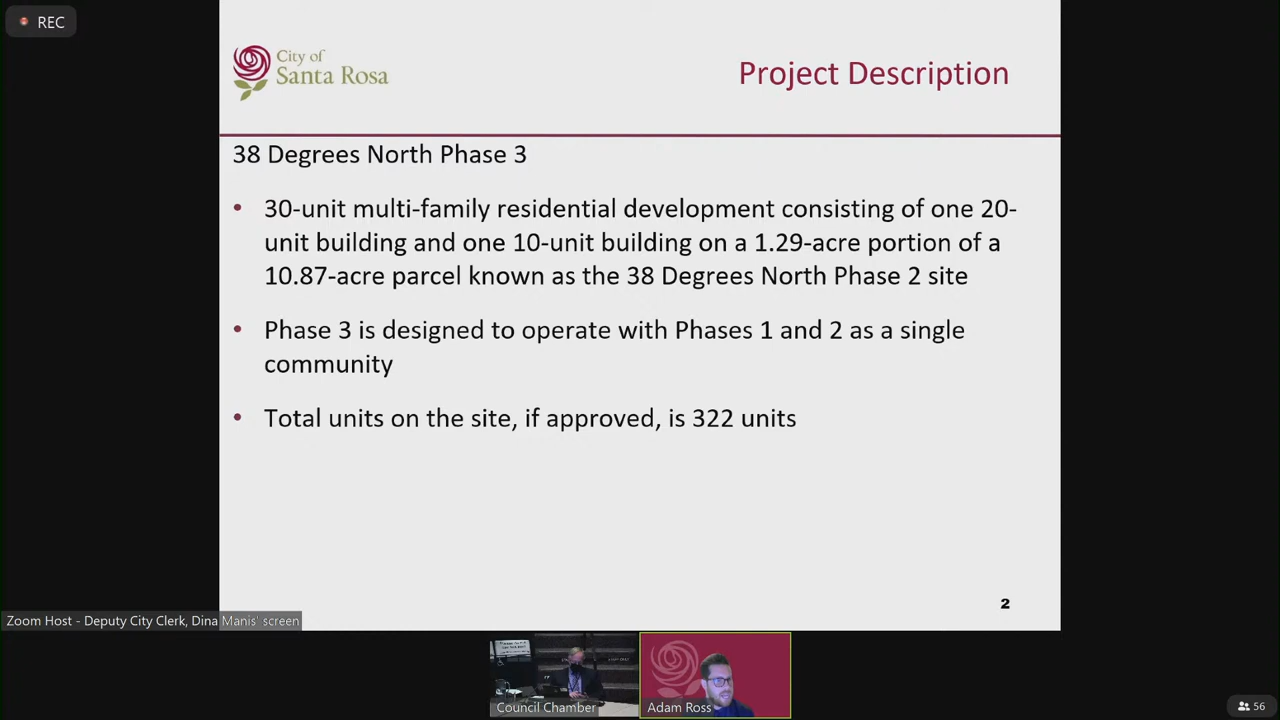 REC
City of
Santa Rosa
Project Description
38 Degrees North Phase 3
• 30-unit multi-family residential development consisting of one 20-
unit building and one 10-unit building on a 1.29-acre portion of a
10.87-acre parcel known as the 38 Degrees North Phase 2 site
• Phase 3 is designed to operate with Phases 1 and 2 as a single
community
• Total units on the site, if approved, is 322 units
2
Zoom Host - Deputy City Clerk, Dina Manis' screen
Council Chamber
Adam Ross
56